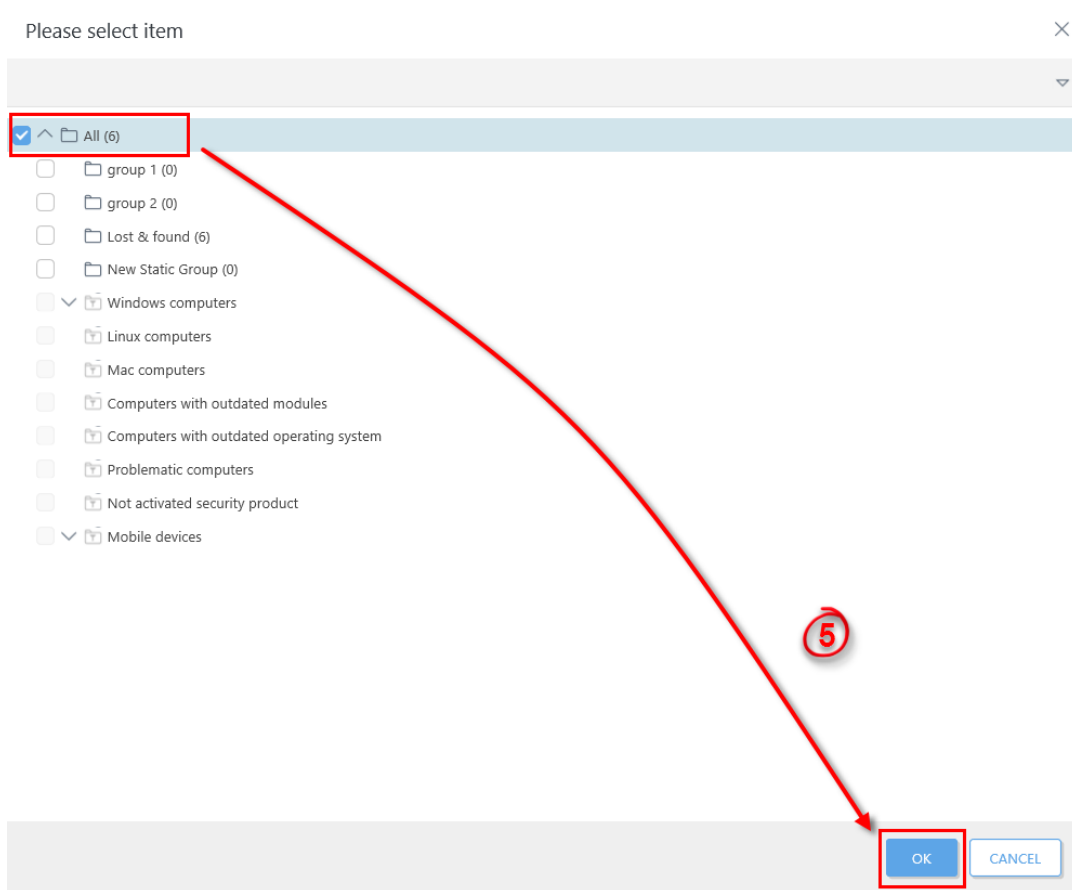 Please select item
All (6)
group 1 (0)
group 2 (0)
Lost & found (6)
New Static Group (0)
Windows computers
Linux computers
Mac computers
Computers with outdated modules
Computers with outdated operating system
Problematic computers
Not activated security product
Mobile devices
5
OK CANCEL